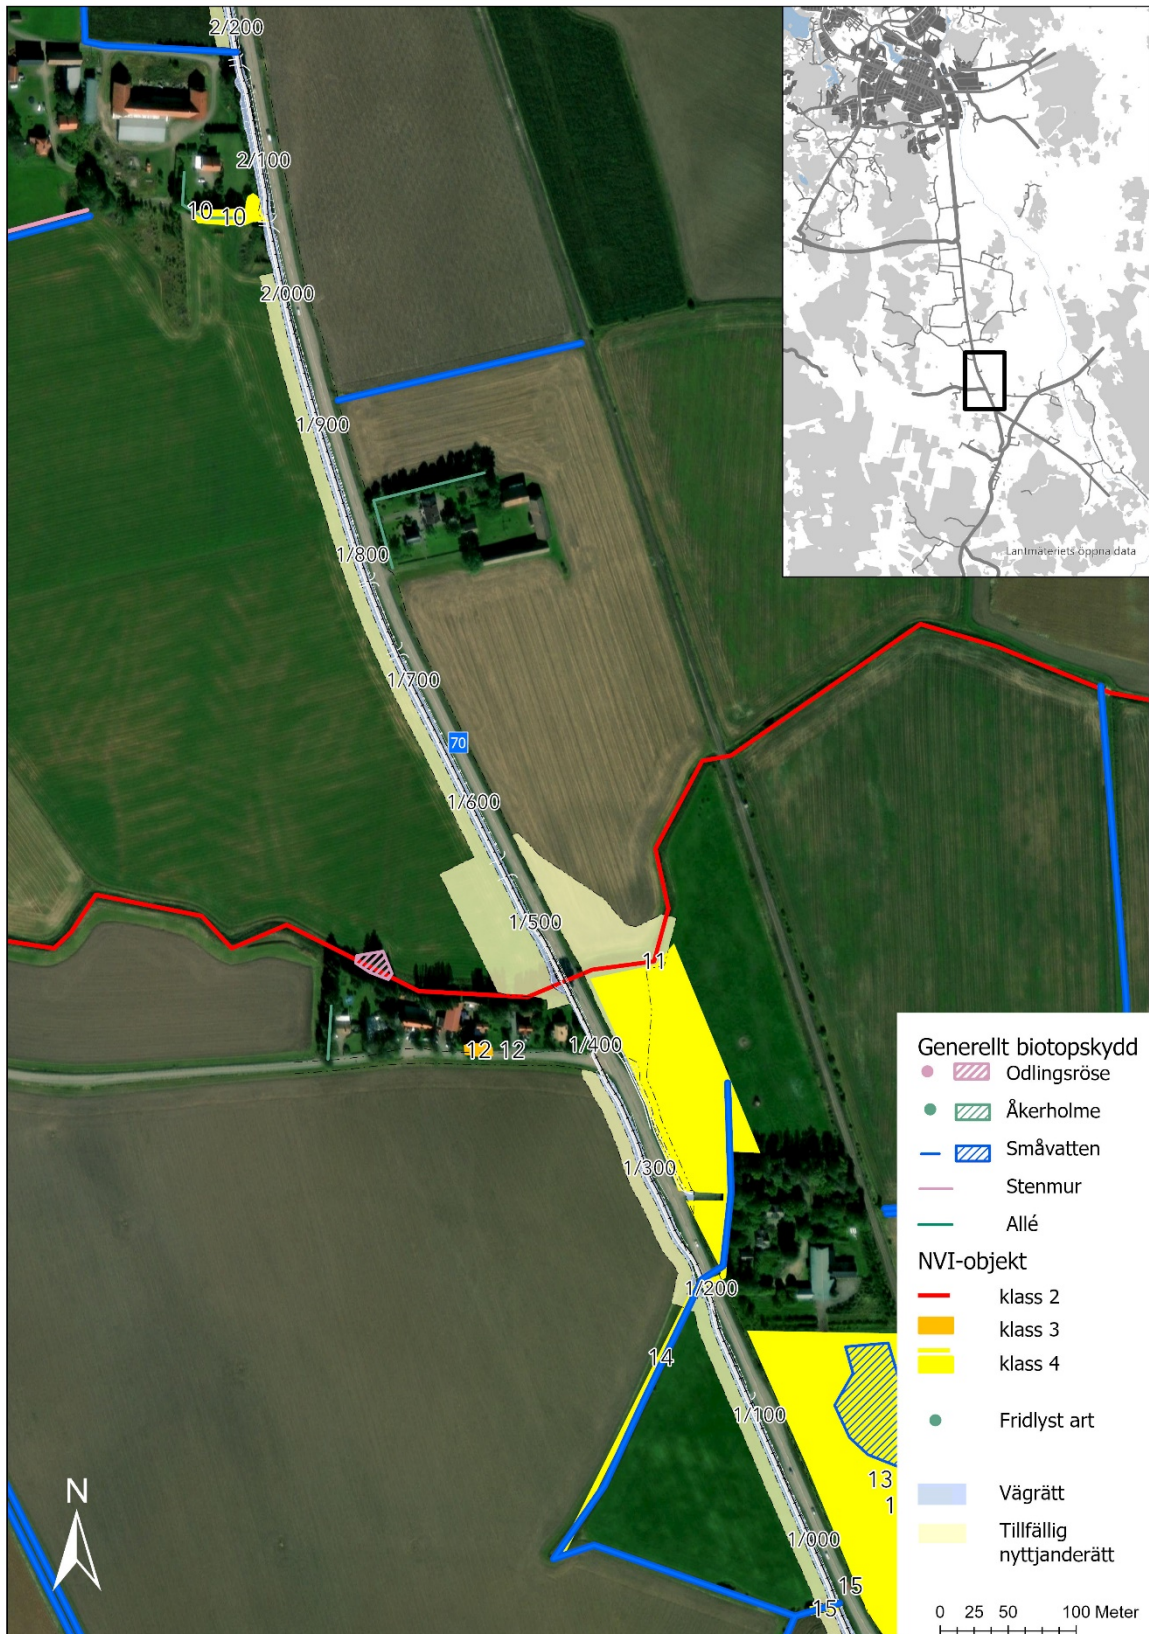 2/200
2/100
10 10
2/000
1/900
1/800
1/700
70
1/600
1/500
11
12 12
1/400
1/300
1/200
14
1/100
13
1
1/000
15
15
N
Lantmäteriets öppna data
Generellt biotopskydd
Odlingsröse
Åkerholme
Småvatten
Stenmur
Allé
NVI-objekt
klass 2
klass 3
klass 4
Fridlyst art
Vägrätt
Tillfällig
nyttjanderätt
0 25 50 100 Meter